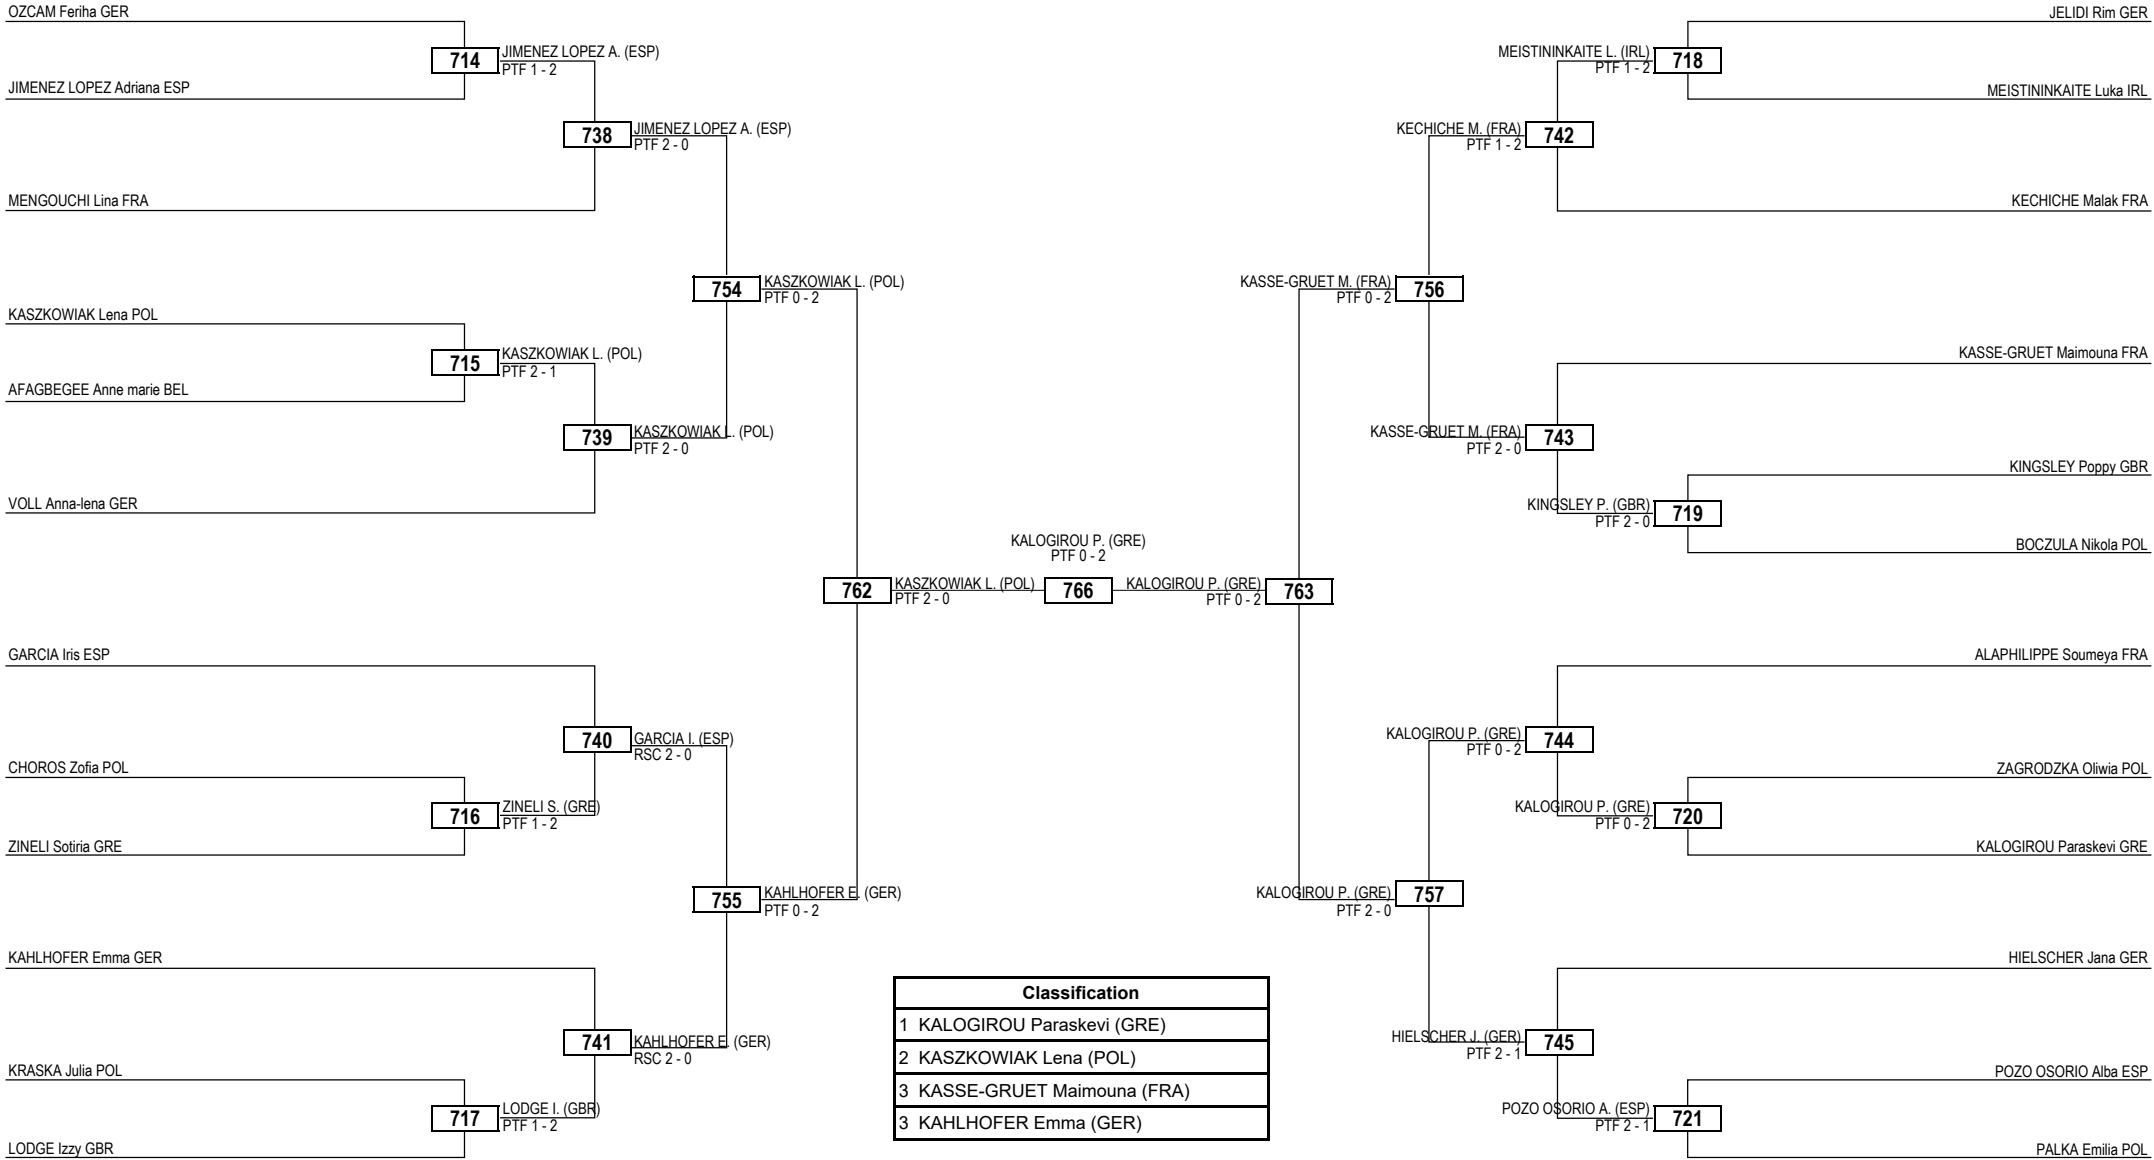 OZCAM Feriha GER
714
JIMENEZ LOPEZ A. (ESP)
PTF 1 - 2
JIMENEZ LOPEZ Adriana ESP
738
JIMENEZ LOPEZ A. (ESP)
PTF 2 - 0
MENGOUCHI Lina FRA
754
KASZKOWIAK L. (POL)
PTF 0 - 2
KASZKOWIAK Lena POL
715
KASZKOWIAK L. (POL)
PTF 2 - 1
AFAGBEGEE Anne marie BEL
739
KASZKOWIAK L. (POL)
PTF 2 - 0
VOLL Anna-lena GER
762
KASZKOWIAK L. (POL)
PTF 2 - 0
GARCIA Iris ESP
740
GARCIA I. (ESP)
RSC 2 - 0
CHOROS Zofia POL
716
ZINELI S. (GRE)
PTF 1 - 2
ZINELI Sotiria GRE
755
KAHLHOFER E. (GER)
PTF 0 - 2
KAHLHOFER Emma GER
741
KAHLHOFER E. (GER)
RSC 2 - 0
KRASKA Julia POL
717
LODGE I. (GBR)
PTF 1 - 2
LODGE Izzy GBR
KALOGIROU P. (GRE)
PTF 0 - 2
766
JELIDI Rim GER
MEISTININKAITE L. (IRL)
PTF 1 - 2
718
MEISTININKAITE Luka IRL
KECHICHE M. (FRA)
PTF 1 - 2
742
KECHICHE Malak FRA
KASSE-GRUET M. (FRA)
PTF 0 - 2
756
KASSE-GRUET Maimouna FRA
KASSE-GRUET M. (FRA)
PTF 2 - 0
743
KINGSLEY Poppy GBR
KINGSLEY P. (GBR)
PTF 2 - 0
719
BOCZULA Nikola POL
KALOGIROU P. (GRE)
PTF 0 - 2
763
ALAPHILIPPE Soumeya FRA
KALOGIROU P. (GRE)
PTF 0 - 2
744
ZAGRODZKA Oliwia POL
KALOGIROU P. (GRE)
PTF 0 - 2
720
KALOGIROU Paraskevi GRE
KALOGIROU P. (GRE)
PTF 2 - 0
757
HIELSCHER Jana GER
HIELSCHER J. (GER)
PTF 2 - 1
745
POZO OSORIO Alba ESP
POZO OSORIO A. (ESP)
PTF 2 - 1
721
PALKA Emilia POL
Classification
1 KALOGIROU Paraskevi (GRE)
2 KASZKOWIAK Lena (POL)
3 KASSE-GRUET Maimouna (FRA)
3 KAHLHOFER Emma (GER)